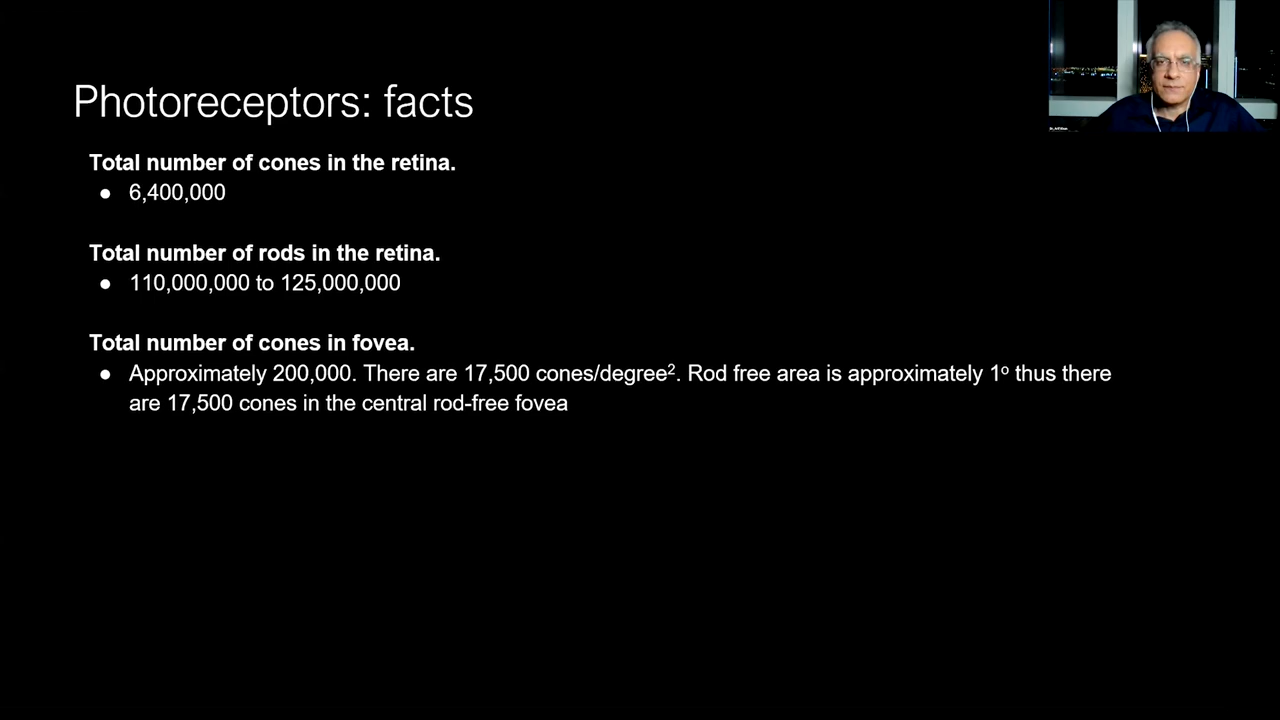 Photoreceptors: facts
Total number of cones in the retina.
● 6,400,000
Total number of rods in the retina.
● 110,000,000 to 125,000,000
Total number of cones in fovea.
● Approximately 200,000. There are 17,500 cones/degree². Rod free area is approximately 1º thus there
are 17,500 cones in the central rod-free fovea